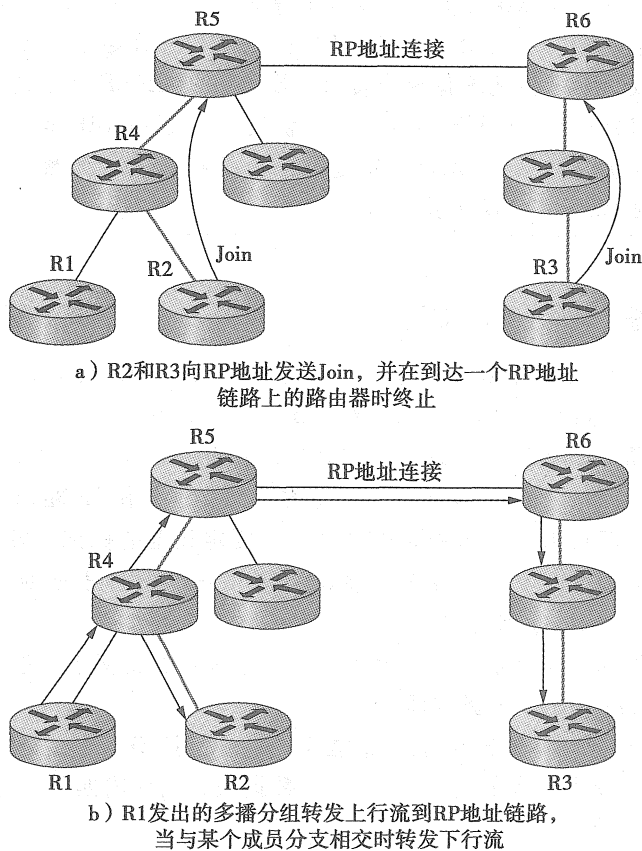 R5
R6
RP地址连接
R4
R1
R2
Join
R3
Join
a）R2和R3向RP地址发送Join，并在到达一个RP地址
链路上的路由器时终止
R5
R6
RP地址连接
R4
R1
R2
R3
b）R1发出的多播分组转发上行流到RP地址链路，
当与某个成员分支相交时转发下行流